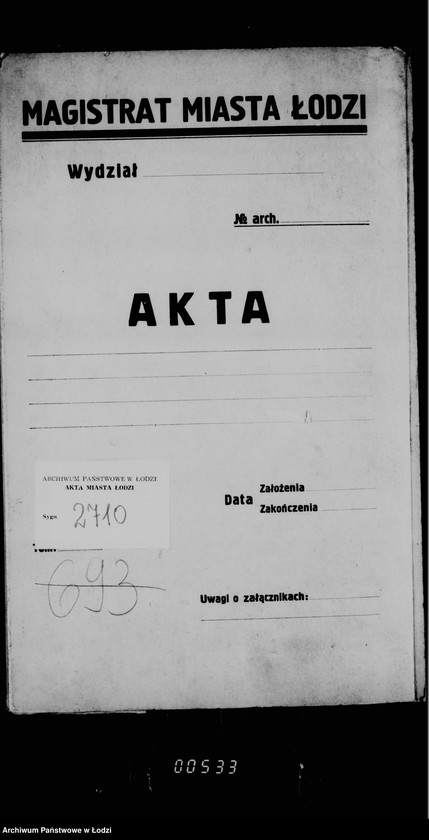 MAGISTRAT MIASTA ŁODZI
Wydział
№ arch.
AKTA
ARCHIWUM PAŃSTWOWE W ŁODZI
AKTA MIASTA ŁODZI
Sygn. 2710
Data
Założenia
Zakończenia
693
Uwagi o załącznikach:
00533
Archiwum Państwowe w Łodzi